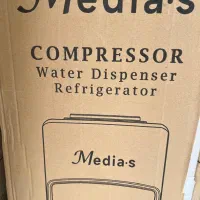 Media·s
COMPRESSOR
Water Dispenser
Refrigerator
Media·s